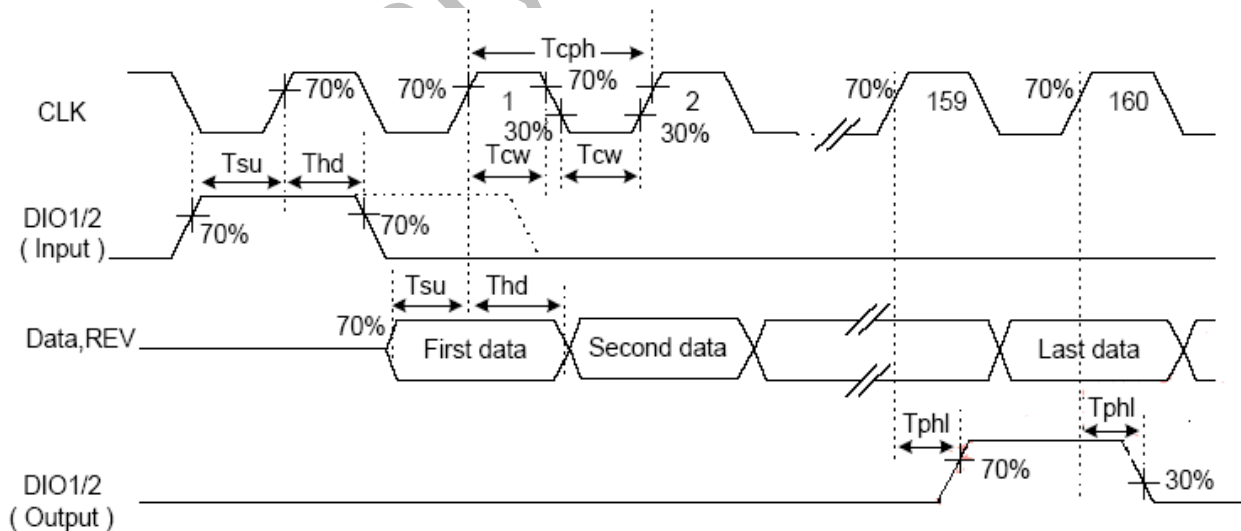 Tcph
70%
70%
70%
70%
70%
CLK
1
2
159
160
30%
30%
Tsu
Thd
Tcw
Tcw
DIO1/2
( Input )
70%
70%
Tsu
Thd
70%
Data,REV
First data
Second data
Last data
Tphl
Tphl
70%
30%
DIO1/2
( Output )